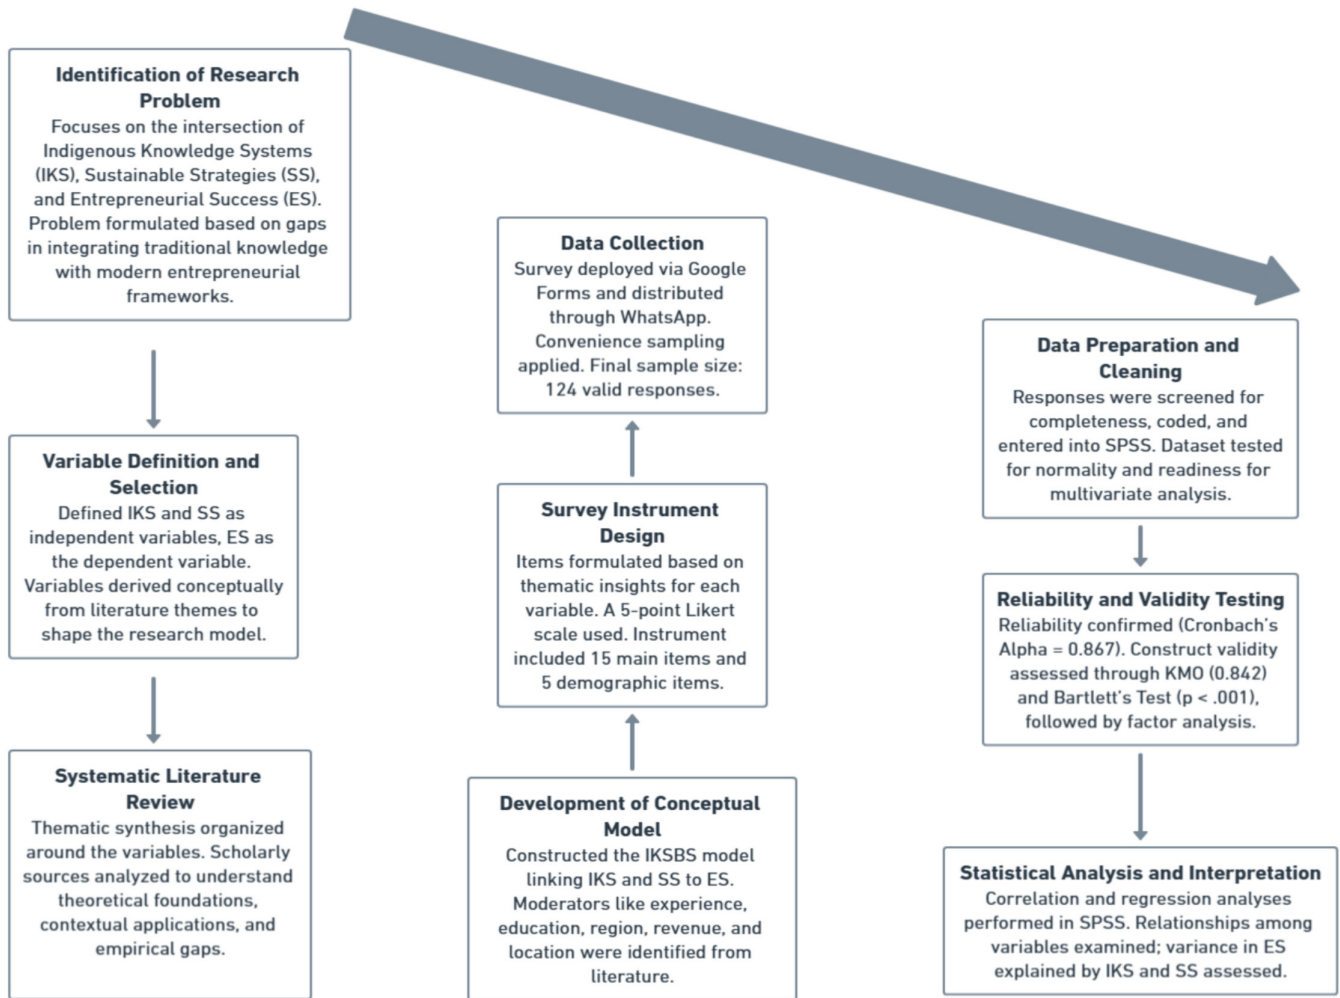 Identification of Research
Problem
Focuses on the intersection of
Indigenous Knowledge Systems
(IKS), Sustainable Strategies (SS),
and Entrepreneurial Success (ES).
Problem formulated based on gaps
in integrating traditional knowledge
with modern entrepreneurial
frameworks.
Variable Definition and
Selection
Defined IKS and SS as
independent variables, ES as
the dependent variable.
Variables derived conceptually
from literature themes to
shape the research model.
Systematic Literature
Review
Thematic synthesis organized
around the variables. Scholarly
sources analyzed to understand
theoretical foundations,
contextual applications, and
empirical gaps.
Data Collection
Survey deployed via Google
Forms and distributed
through WhatsApp.
Convenience sampling
applied. Final sample size:
124 valid responses.
Survey Instrument
Design
Items formulated based on
thematic insights for each
variable. A 5-point Likert
scale used. Instrument
included 15 main items and
5 demographic items.
Development of Conceptual
Model
Constructed the IKSBS model
linking IKS and SS to ES.
Moderators like experience,
education, region, revenue, and
location were identified from
literature.
Data Preparation and
Cleaning
Responses were screened for
completeness, coded, and
entered into SPSS. Dataset tested
for normality and readiness for
multivariate analysis.
Reliability and Validity Testing
Reliability confirmed (Cronbach's
Alpha = 0.867). Construct validity
assessed through KMO (0.842)
and Bartlett's Test (p < .001),
followed by factor analysis.
Statistical Analysis and Interpretation
Correlation and regression analyses
performed in SPSS. Relationships among
variables examined; variance in ES
explained by IKS and SS assessed.